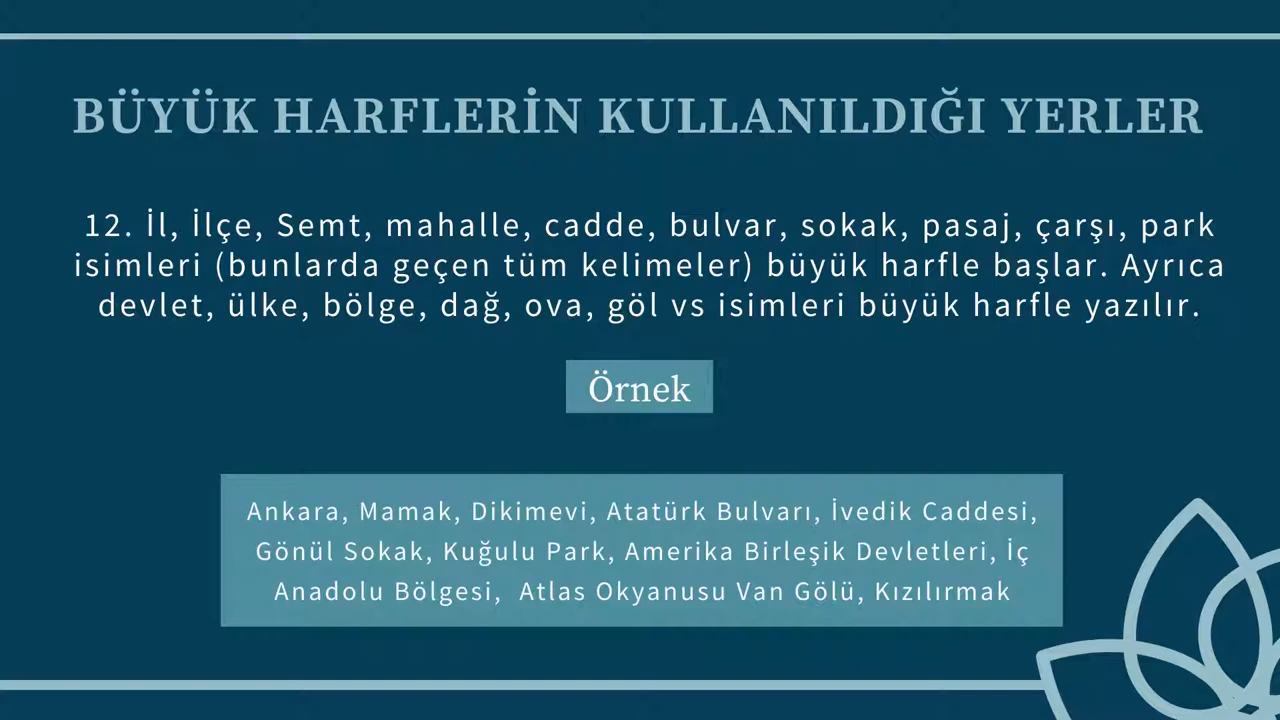 BÜYÜK HARFLERİN KULLANILDIĞI YERLER
12. İl, İlçe, Semt, mahalle, cadde, bulvar, sokak, pasaj, çarşı, park
isimleri (bunlarda geçen tüm kelimeler) büyük harfle başlar. Ayrıca
devlet, ülke, bölge, dağ, ova, göl vs isimleri büyük harfle yazılır.
Örnek
Ankara, Mamak, Dikimevi, Atatürk Bulvarı, İvedik Caddesi,
Gönül Sokak, Kuğulu Park, Amerika Birleşik Devletleri, İç
Anadolu Bölgesi,  Atlas Okyanusu Van Gölü, Kızılırmak